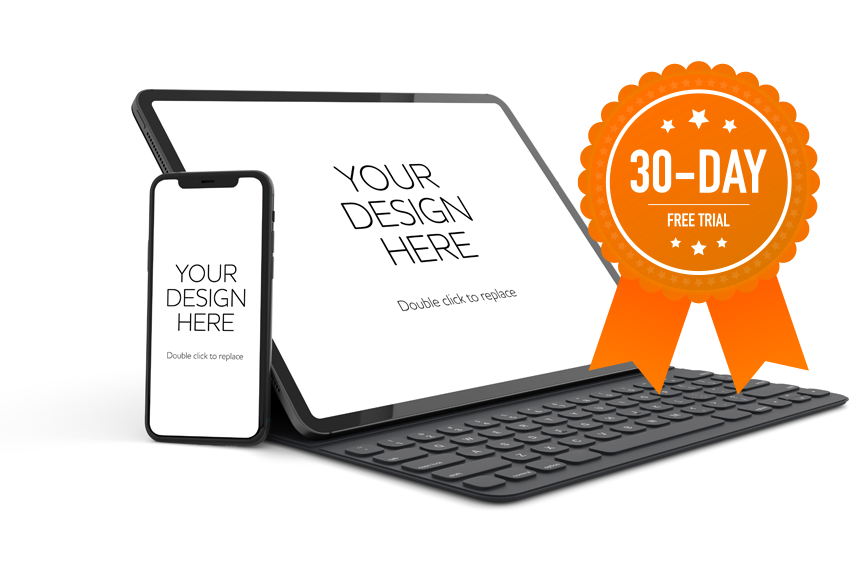 YOUR
DESIGN
HERE
Double click to replace
YOUR
DESIGN
HERE
Double click to replace
30-DAY
FREE TRIAL